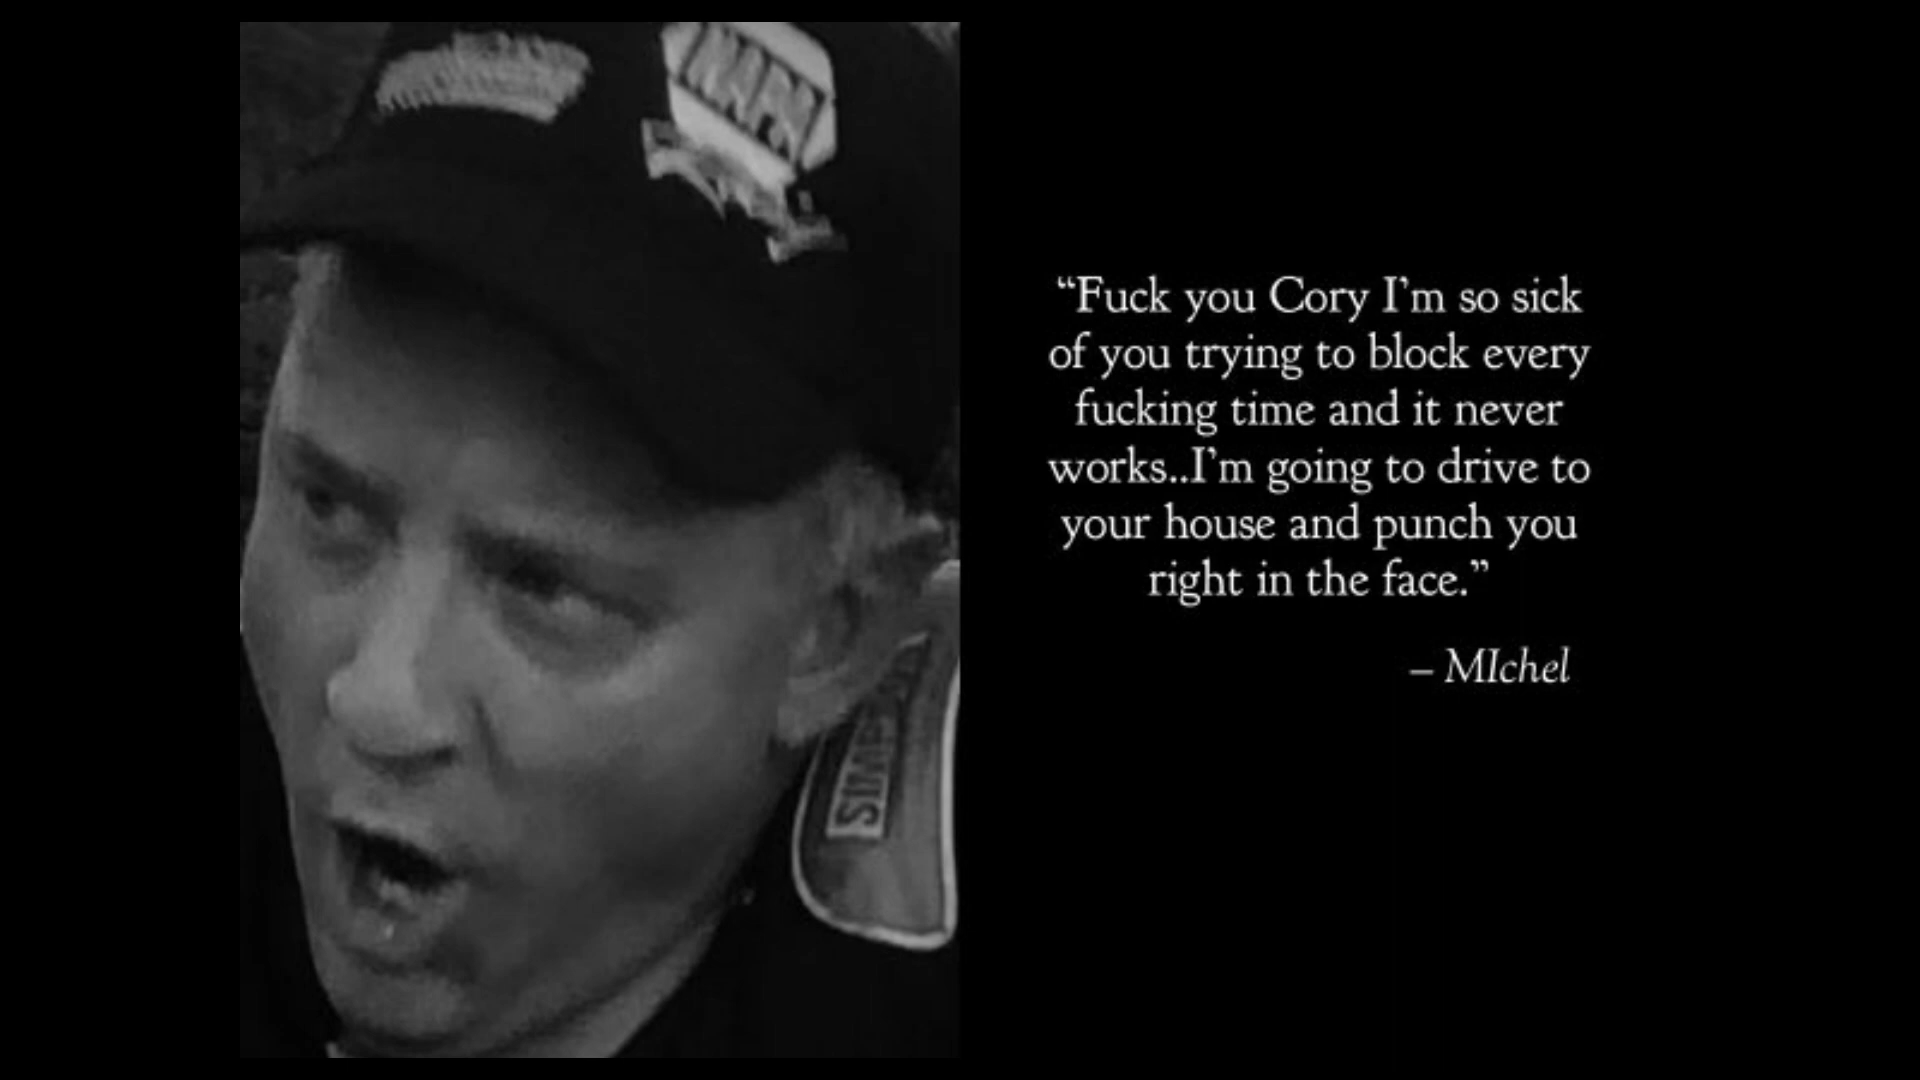 “Fuck you Cory I’m so sick
of you trying to block every
fucking time and it never
works..I’m going to drive to
your house and punch you
right in the face.”
– MIchel